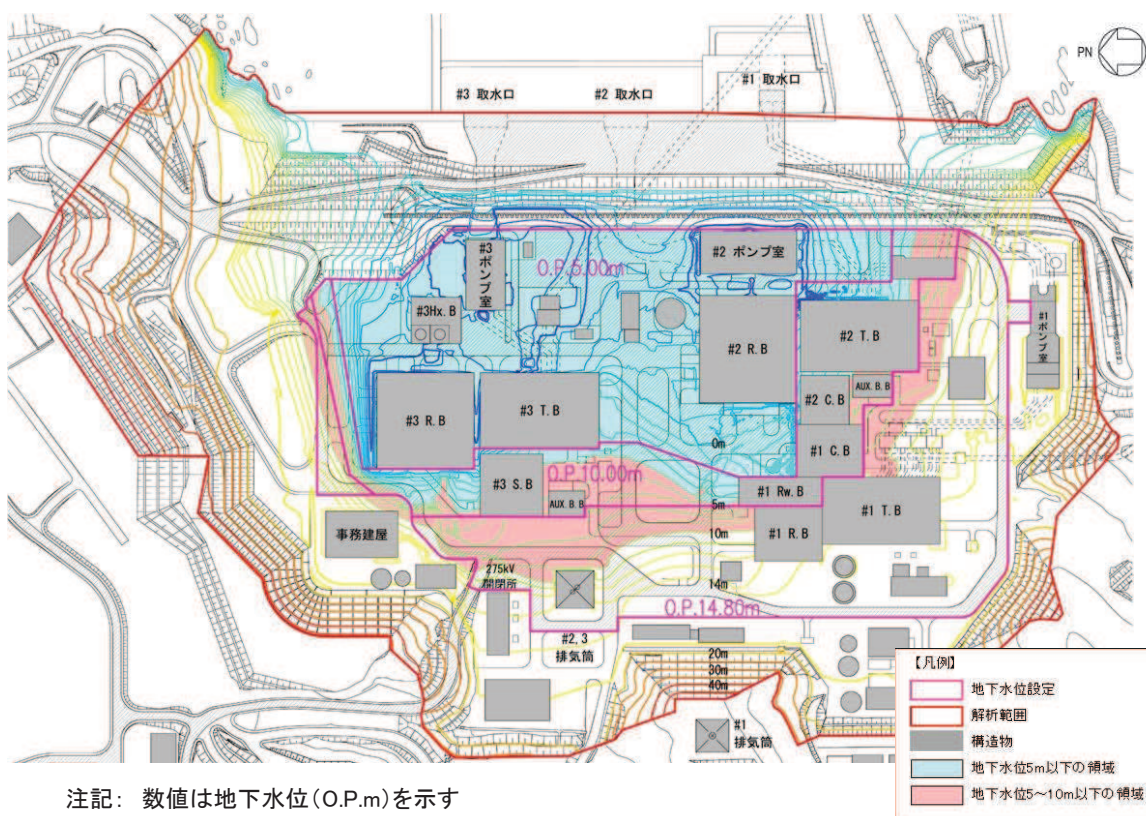 PN
#3 取水口
#2 取水口
#1 取水口
#3 ポンプ室
O.P.5.00m
#2 ポンプ室
#3Hx.B
#1 ポンプ室
#2 R.B
#2 T.B
#3 R.B
#3 T.B
#2 C.B
AUX.B.B
0m
#1 C.B
O.P.10.00m
#3 S.B
AUX.B.B
#1 Rw.B
5m
#1 T.B
事務建屋
10m
#1 R.B
275kV
開閉所
14m
O.P.14.80m
#2,3
排気筒
20m
30m
40m
#1
排気筒
【凡例】
地下水位設定
解析範囲
構造物
地下水位5m以下の領域
地下水位5～10m以下の領域
注記： 数値は地下水位(O.P.m)を示す